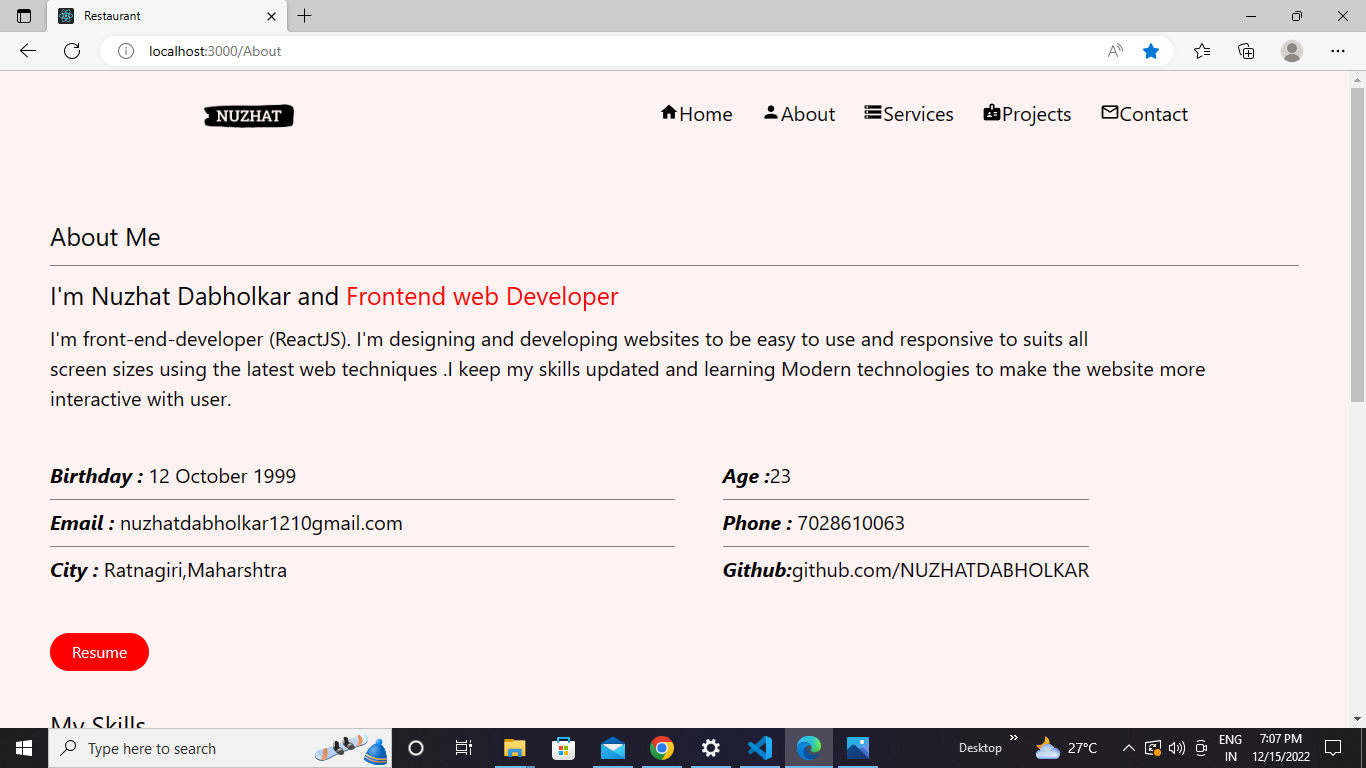 Restaurant
localhost:3000/About
NUZHAT
Home About Services Projects Contact
About Me
I'm Nuzhat Dabholkar and Frontend web Developer
I'm front-end-developer (ReactJS). I'm designing and developing websites to be easy to use and responsive to suits all
screen sizes using the latest web techniques .I keep my skills updated and learning Modern technologies to make the website more
interactive with user.
Birthday : 12 October 1999
Age :23
Email : nuzhatdabholkar1210gmail.com
Phone : 7028610063
City : Ratnagiri,Maharshtra
Github:github.com/NUZHATDABHOLKAR
Resume
My Skills
Type here to search
Desktop
27°C
ENG
IN
7:07 PM
12/15/2022